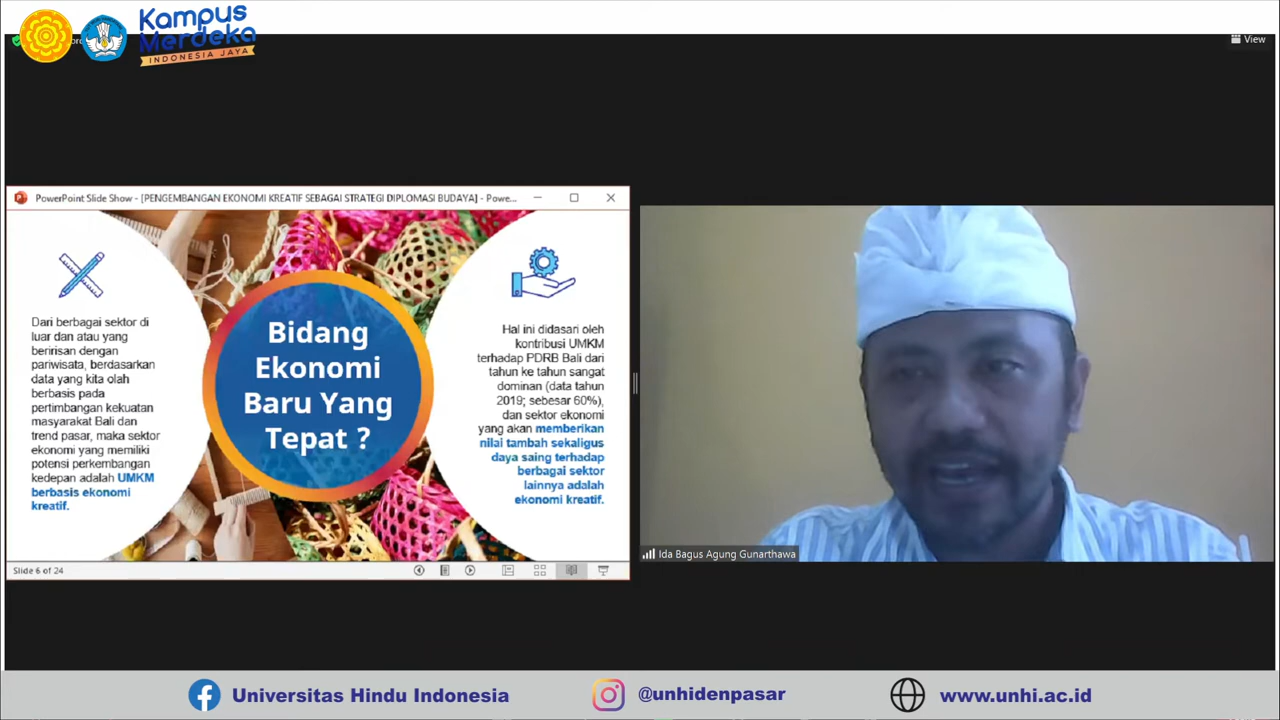 Kampus
Merdeka
INDONESIA JAYA
View
PowerPoint Slide Show - [PENGEMBANGAN EKONOMI KREATIF SEBAGAI STRATEGI DIPLOMASI BUDAYA] - Powe...
Dari berbagai sektor di
luar dan atau yang
beririsan dengan
pariwisata, berdasarkan
data yang kita olah
berbasis pada
pertimbangan kekuatan
masyarakat Bali dan
trend pasar, maka sektor
ekonomi yang memiliki
potensi perkembangan
kedepan adalah UMKM
berbasis ekonomi
kreatif.
Bidang
Ekonomi
Baru Yang
Tepat ?
Hal ini didasari oleh
kontribusi UMKM
terhadap PDRB Bali dari
tahun ke tahun sangat
dominan (data tahun
2019; sebesar 60%),
dan sektor ekonomi
yang akan memberikan
nilai tambah sekaligus
daya saing terhadap
berbagai sektor
lainnya adalah
ekonomi kreatif.
Slide 6 of 24
Ida Bagus Agung Gunarthawa
Universitas Hindu Indonesia
@unhidenpasar
www.unhi.ac.id